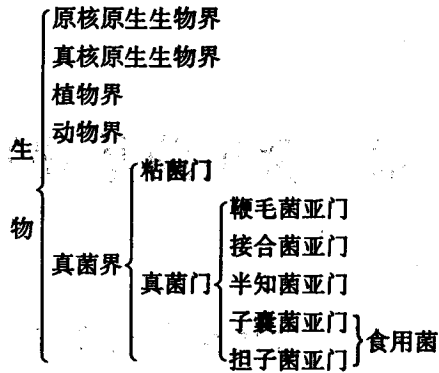 生物
原核原生生物界
真核原生生物界
植物界
动物界
真菌界
粘菌门
真菌门
鞭毛菌亚门
接合菌亚门
半知菌亚门
子囊菌亚门
担子菌亚门
食用菌